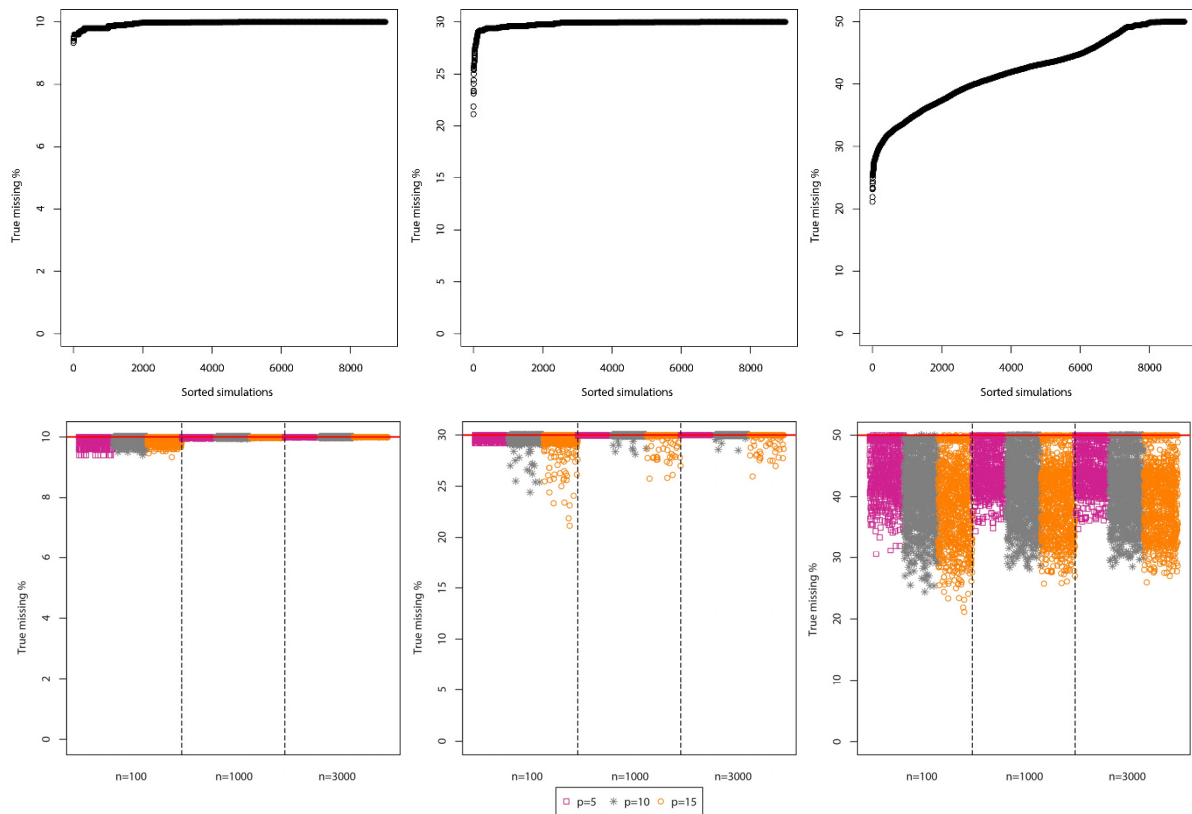 True missing %
10
8
6
4
2
0
0 2000 4000 6000 8000
Sorted simulations
True missing %
30
25
20
15
10
5
0
0 2000 4000 6000 8000
Sorted simulations
True missing %
50
40
30
20
10
0
0 2000 4000 6000 8000
Sorted simulations
True missing %
10
8
6
4
2
0
n=100 n=1000 n=3000
True missing %
30
25
20
15
10
5
0
n=100 n=1000 n=3000
True missing %
50
40
30
20
10
0
n=100 n=1000 n=3000
p=5 p=10 p=15